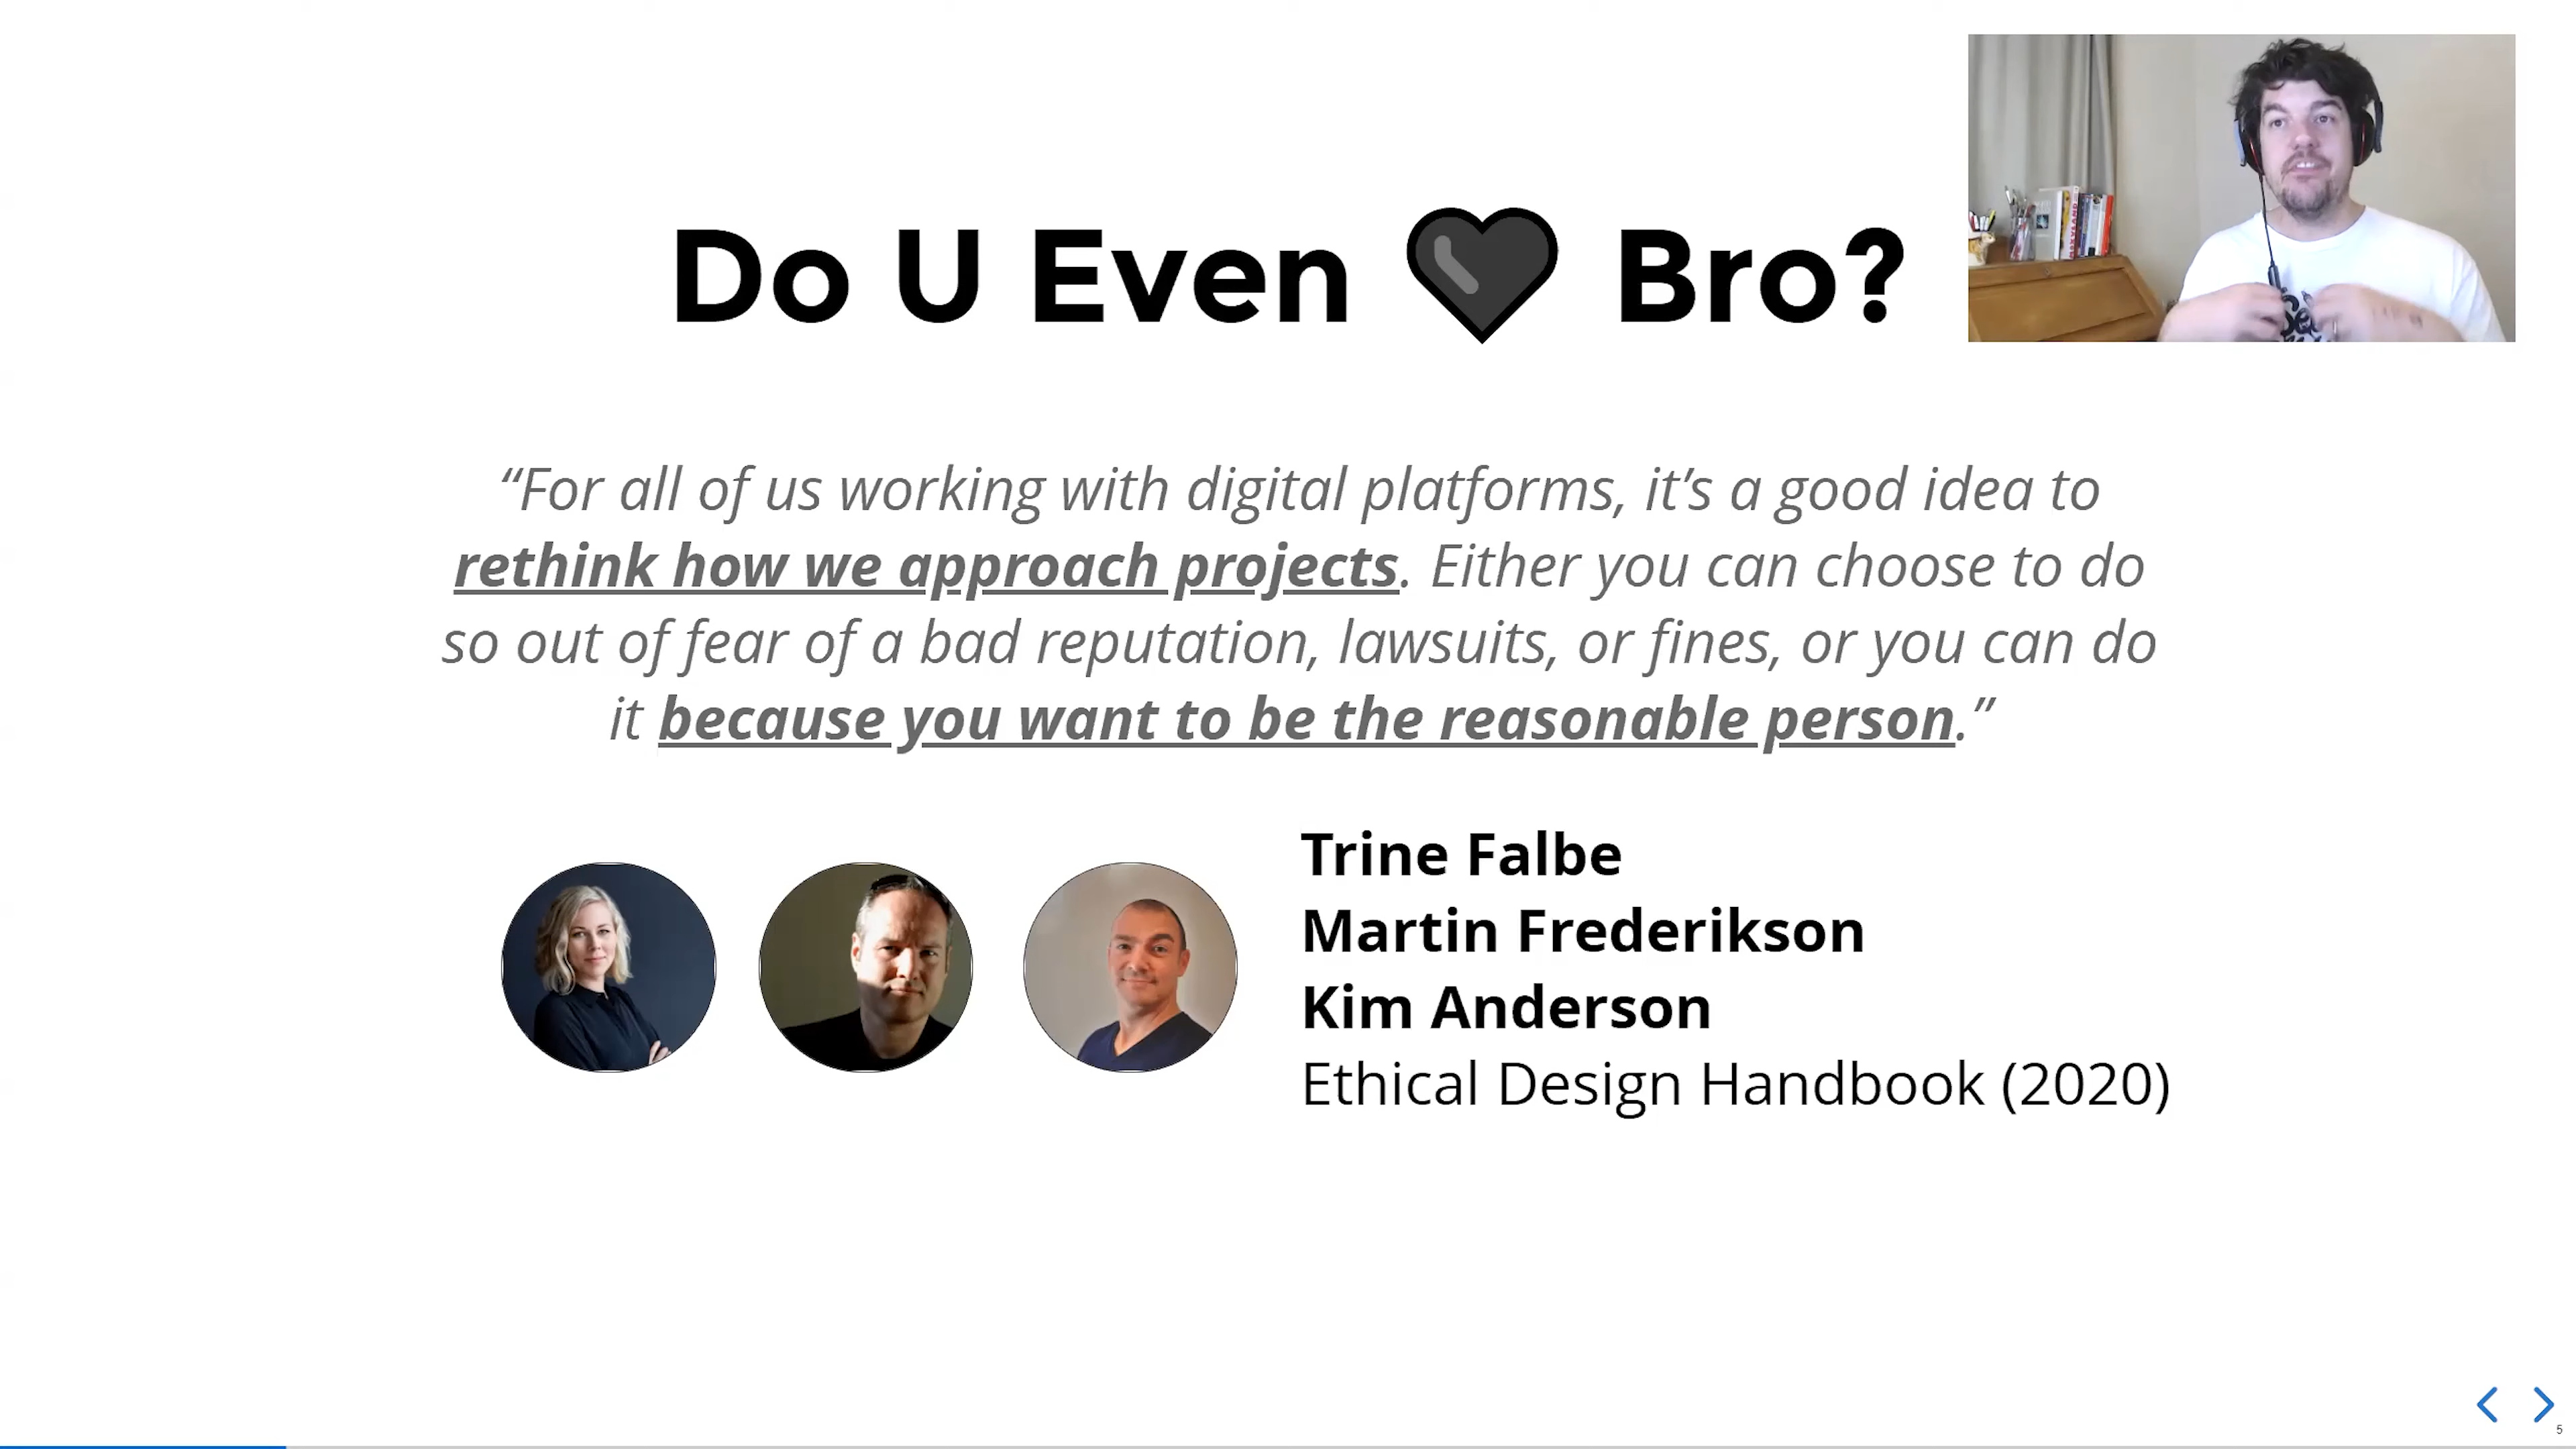 Do U Even 🖤 Bro?
“For all of us working with digital platforms, it’s a good idea to
rethink how we approach projects. Either you can choose to do
so out of fear of a bad reputation, lawsuits, or fines, or you can do
it because you want to be the reasonable person.”
Trine Falbe
Martin Frederikson
Kim Anderson
Ethical Design Handbook (2020)
5